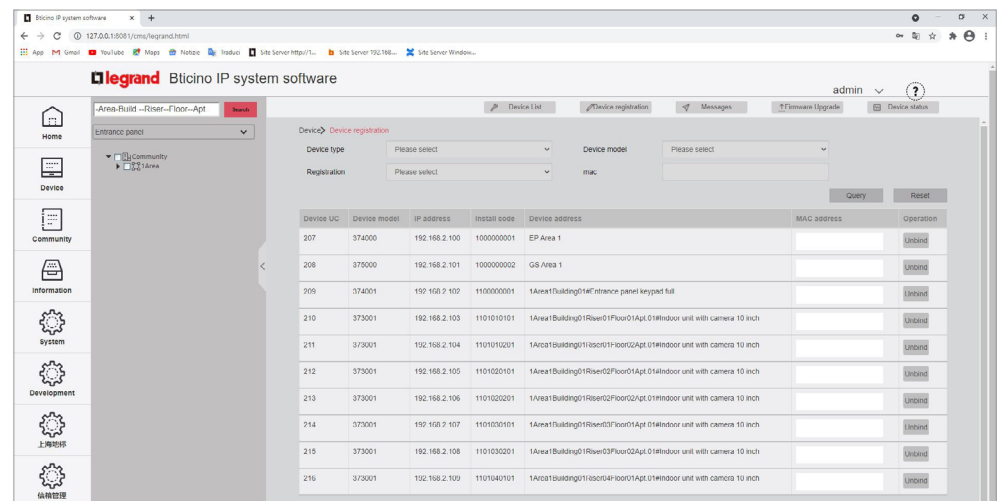 Bticino IP system software
127.0.0.1:8081/cms/legrand.html
App Gmail YouTube Maps Notizie Traduci Site Server http://1... Site Server 192.168.... Site Server Window...
legrand Bticino IP system software
admin
?
-Area-Build --Riser--Floor--Apt. Search
Device List Device registration Messages Firmware Upgrade Device status
Home
Device
Community
Information
System
Development
上海地標
信箱管理
Entrance panel
Community
1Area
Device> Device registration
Device type Please select Device model Please select
Registration Please select mac
Query Reset
Device UC Device model IP address Install code Device address MAC address Operation
207 374000 192.168.2.100 1000000001 EP Area 1 Unbind
208 375000 192.168.2.101 1000000002 GS Area 1 Unbind
209 374001 192.168.2.102 1100000001 1Area1Building01#Entrance panel keypad full Unbind
210 373001 192.168.2.103 1101010101 1Area1Building01Riser01Floor01Apt.01#Indoor unit with camera 10 inch Unbind
211 373001 192.168.2.104 1101010201 1Area1Building01Riser01Floor02Apt.01#Indoor unit with camera 10 inch Unbind
212 373001 192.168.2.105 1101020101 1Area1Building01Riser02Floor01Apt.01#Indoor unit with camera 10 inch Unbind
213 373001 192.168.2.106 1101020201 1Area1Building01Riser02Floor02Apt.01#Indoor unit with camera 10 inch Unbind
214 373001 192.168.2.107 1101030101 1Area1Building01Riser03Floor01Apt.01#Indoor unit with camera 10 inch Unbind
215 373001 192.168.2.108 1101030201 1Area1Building01Riser03Floor02Apt.01#Indoor unit with camera 10 inch Unbind
216 373001 192.168.2.109 1101040101 1Area1Building01Riser04Floor01Apt.01#Indoor unit with camera 10 inch Unbind